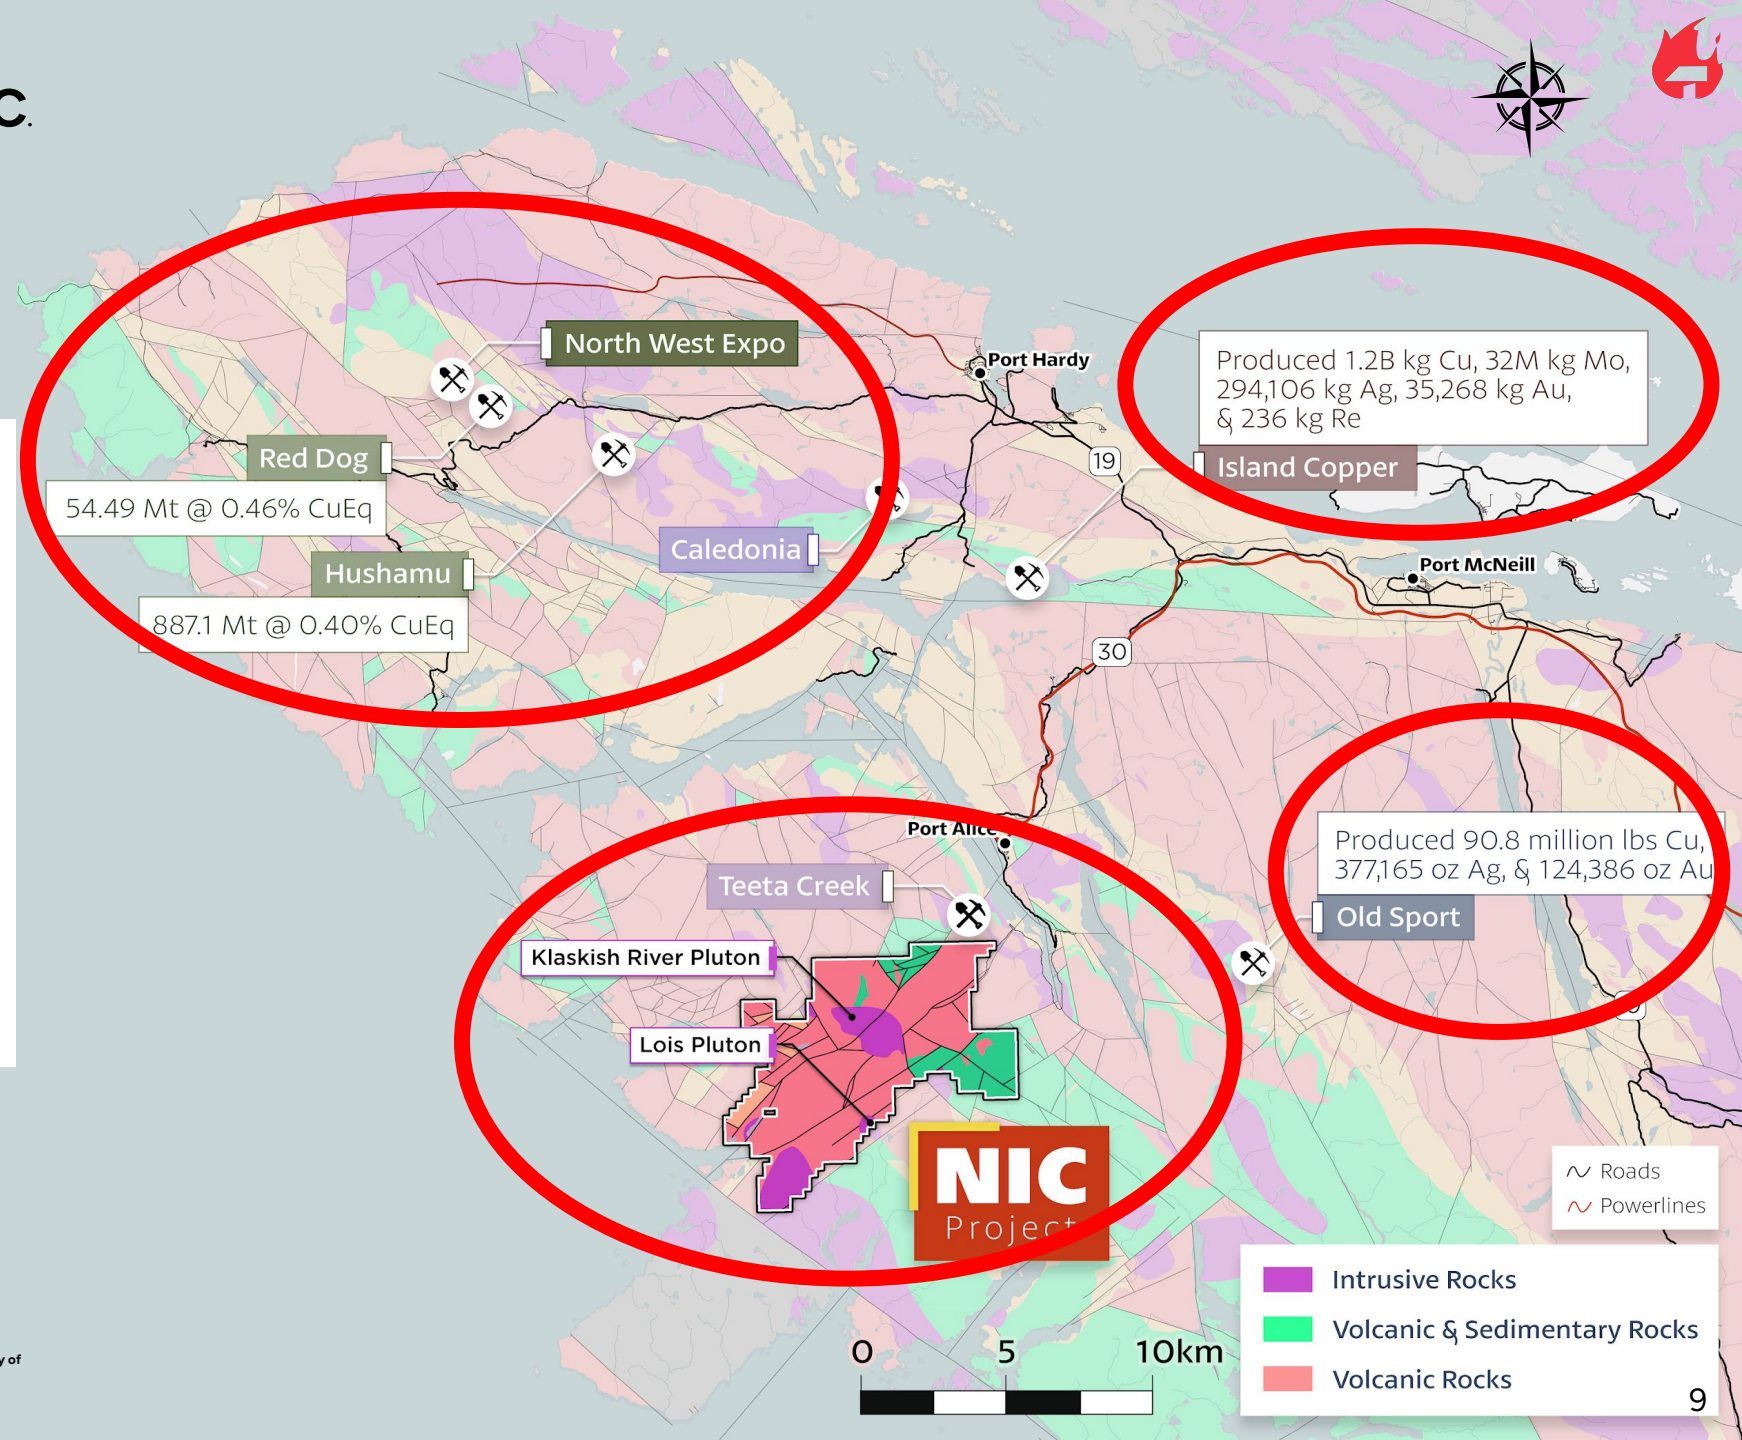 C.
North West Expo
Port Hardy
Produced 1.2B kg Cu, 32M kg Mo,
294,106 kg Ag, 35,268 kg Au,
& 236 kg Re
Island Copper
19
Red Dog
54.49 Mt @ 0.46% CuEq
Caledonia
Hushamu
887.1 Mt @ 0.40% CuEq
Port McNeill
30
Port Alice
Produced 90.8 million lbs Cu,
377,165 oz Ag, & 124,386 oz Au
Old Sport
Teeta Creek
Klaskish River Pluton
Lois Pluton
NIC
Project
Roads
Powerlines
Intrusive Rocks
Volcanic & Sedimentary Rocks
Volcanic Rocks
0 5 10km
9
y of